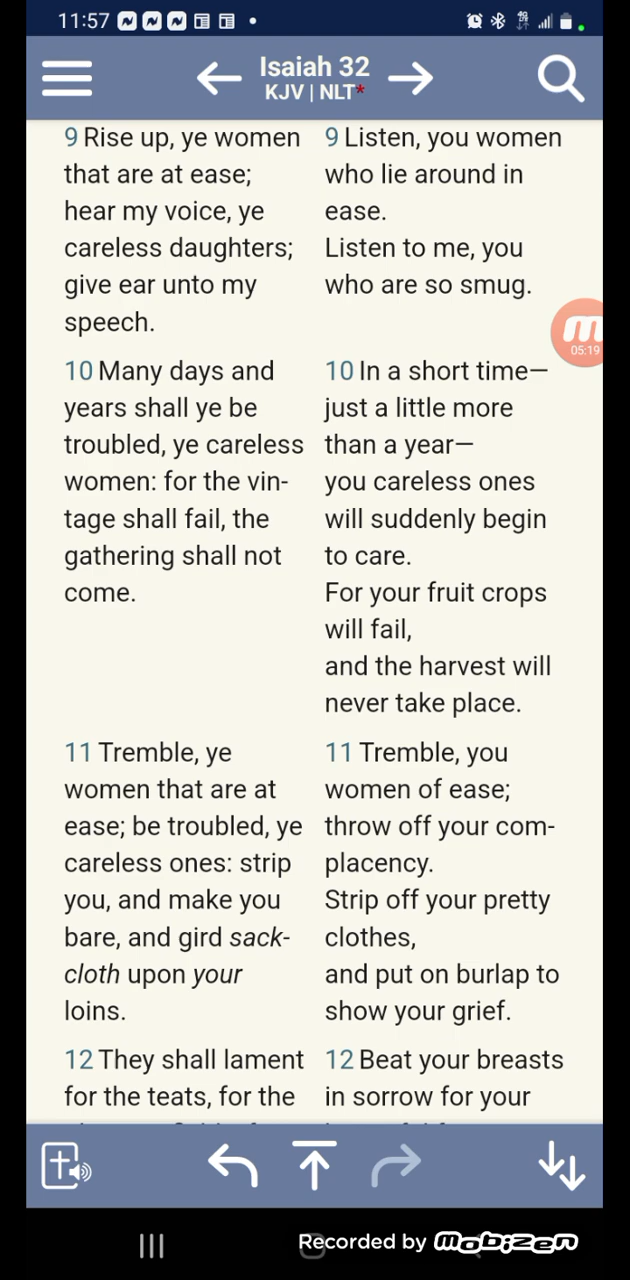 11:57
Isaiah 32
KJV | NLT*
9 Rise up, ye women
that are at ease;
hear my voice, ye
careless daughters;
give ear unto my
speech.
9 Listen, you women
who lie around in
ease.
Listen to me, you
who are so smug.
05:19
10 Many days and
years shall ye be
troubled, ye careless
women: for the vin-
tage shall fail, the
gathering shall not
come.
10 In a short time—
just a little more
than a year—
you careless ones
will suddenly begin
to care.
For your fruit crops
will fail,
and the harvest will
never take place.
11 Tremble, ye
women that are at
ease; be troubled, ye
careless ones: strip
you, and make you
bare, and gird sack-
cloth upon your
loins.
11 Tremble, you
women of ease;
throw off your com-
placency.
Strip off your pretty
clothes,
and put on burlap to
show your grief.
12 They shall lament
for the teats, for the
12 Beat your breasts
in sorrow for your
Recorded by mobizen